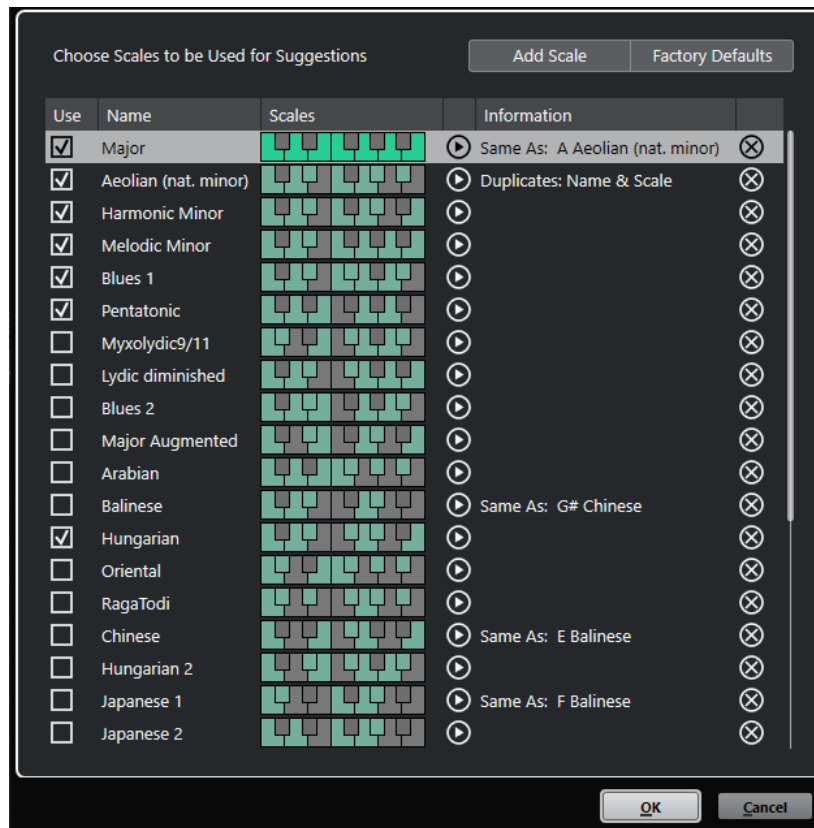 Choose Scales to be Used for Suggestions Add Scale Factory Defaults
Use Name Scales Information
Major Same As: A Aeolian (nat. minor)
Aeolian (nat. minor) Duplicates: Name & Scale
Harmonic Minor
Melodic Minor
Blues 1
Pentatonic
Myxolydic9/11
Lydic diminished
Blues 2
Major Augmented
Arabian
Balinese Same As: G# Chinese
Hungarian
Oriental
RagaTodi
Chinese Same As: E Balinese
Hungarian 2
Japanese 1 Same As: F Balinese
Japanese 2
OK Cancel